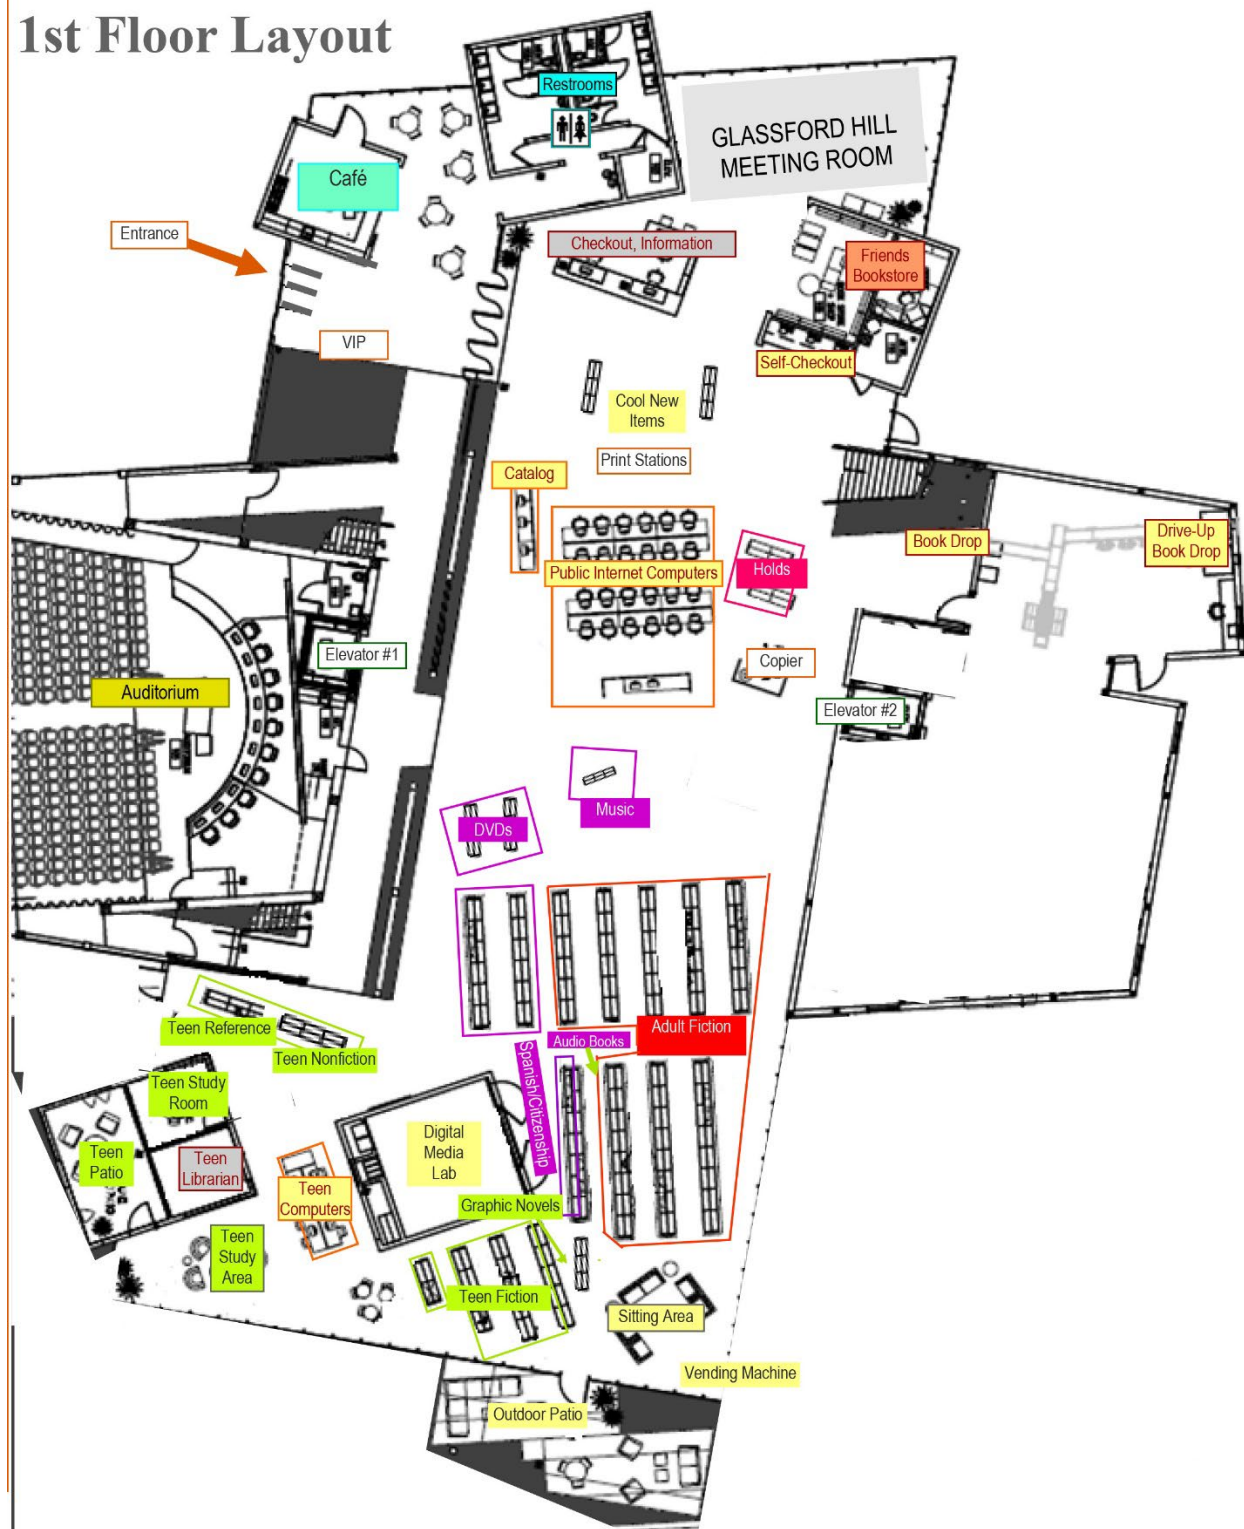 1st Floor Layout
Restrooms
GLASSFORD HILL
MEETING ROOM
Café
Entrance
Checkout, Information
Friends
Bookstore
VIP
Self-Checkout
Cool New
Items
Print Stations
Catalog
Book Drop
Drive-Up
Book Drop
Public Internet Computers
Holds
Elevator #1
Copier
Auditorium
Elevator #2
Music
DVDs
Teen Reference
Adult Fiction
Audio Books
Teen Nonfiction
Spanish/Citizenship
Teen Study
Room
Digital
Media
Lab
Teen
Patio
Teen
Librarian
Teen
Computers
Graphic Novels
Teen
Study
Area
Teen Fiction
Sitting Area
Vending Machine
Outdoor Patio